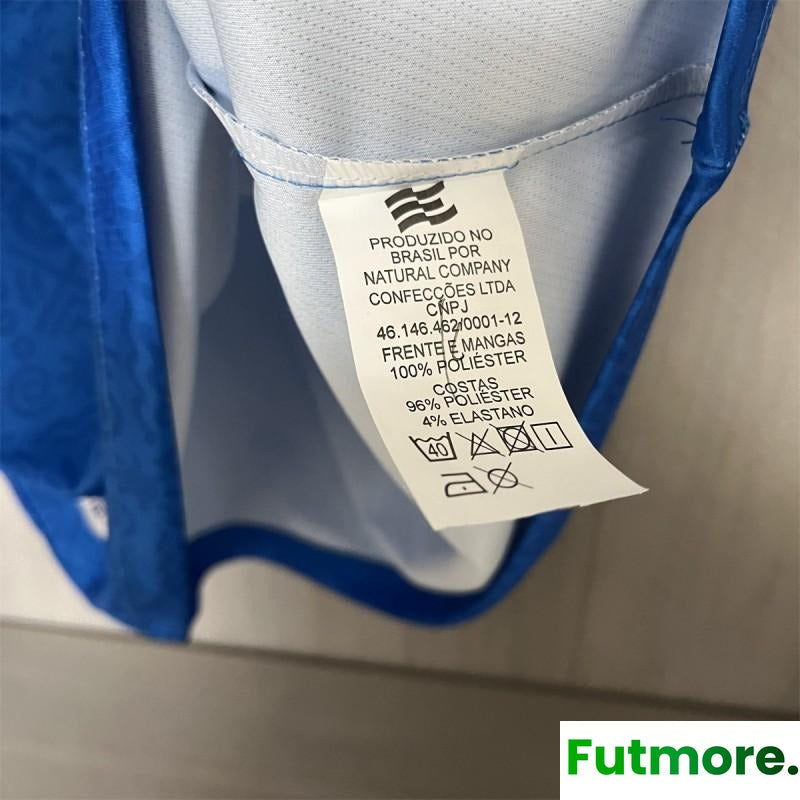 PRODUZIDO NO
BRASIL POR
NATURAL COMPANY
CONFECÇÕES LTDA
CNPJ
46.146.462/0001-12
FRENTE E MANGAS
100% POLIÉSTER
COSTAS
96% POLIÉSTER
4% ELASTANO
40
Futmore.